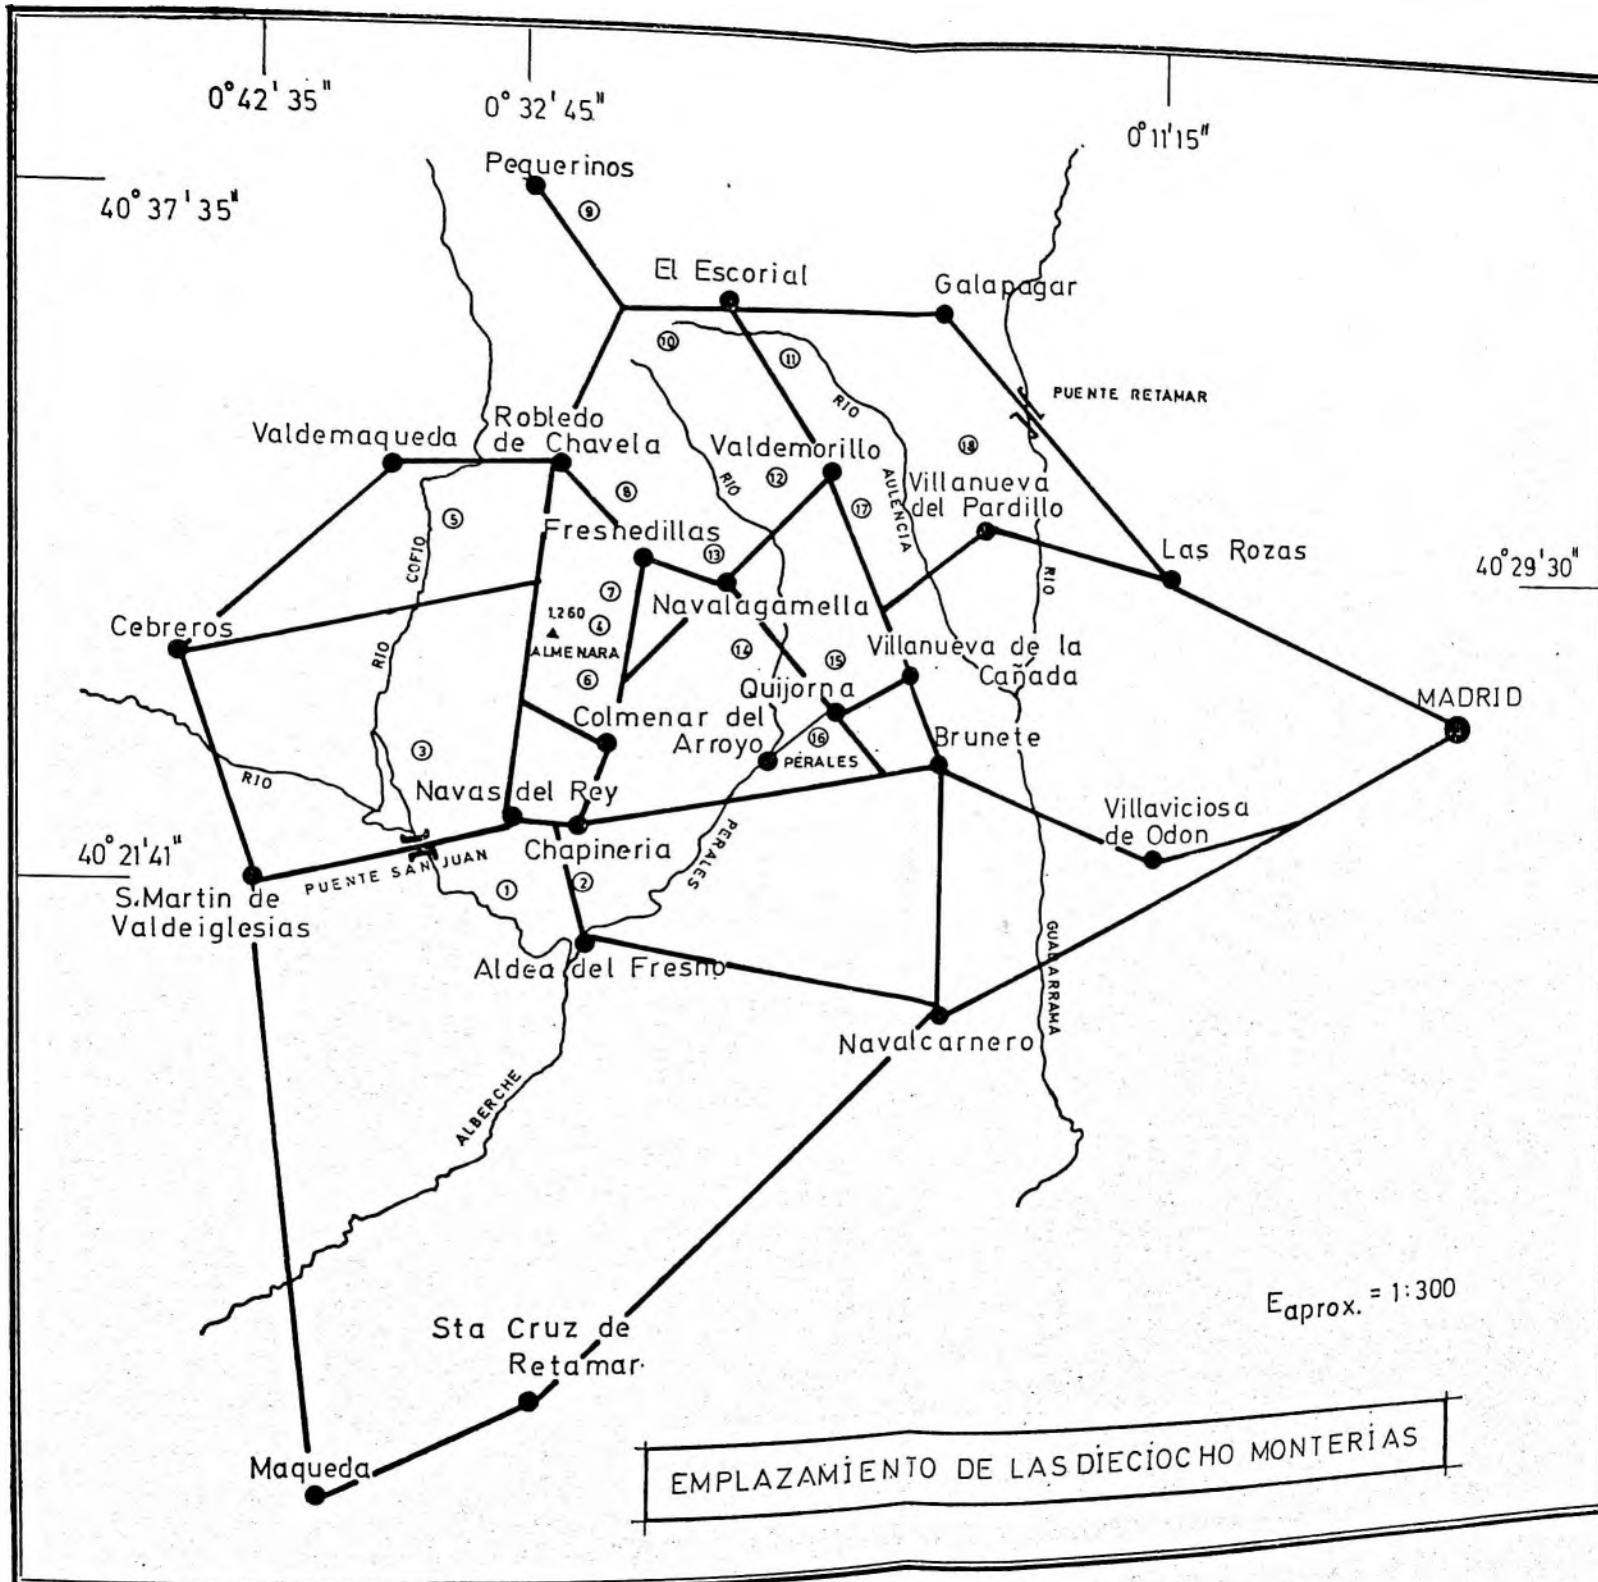 0° 42' 35"
0° 32' 45"
0° 11' 15"
Pequerinos
40° 37' 35"
9
El Escorial
Galapagar
10
11
RIO
PUENTE RETAMAR
Robledo
de Chavela
Valdemaqueda
Valdemorillo
18
8
RIO
12
AULENCIA
Villanueva
del Pardillo
5
17
Fresnedillas
13
Las Rozas
40° 29' 30"
COFIO
RIO
7
Navalagamella
1.260
4
ALMENARA
Cebreros
RIO
14
15
Villanueva de la
Cañada
6
Quijorna
MADRID
Colmenar del
Arroyo
16
PERALES
Brunete
3
RIO
Navas del Rey
Villaviciosa
de Odon
40° 21' 41"
PUENTE SAN JUAN
Chapineria
PERALES
S.Martin de
Valdeiglesias
1
2
Aldea del Fresno
GUADARRAMA
Navalcarnero
ALBERCHE
Eaprox. = 1:300
Sta Cruz de
Retamar
Maqueda
EMPLAZAMIENTO DE LAS DIECIOCHO MONTERIAS